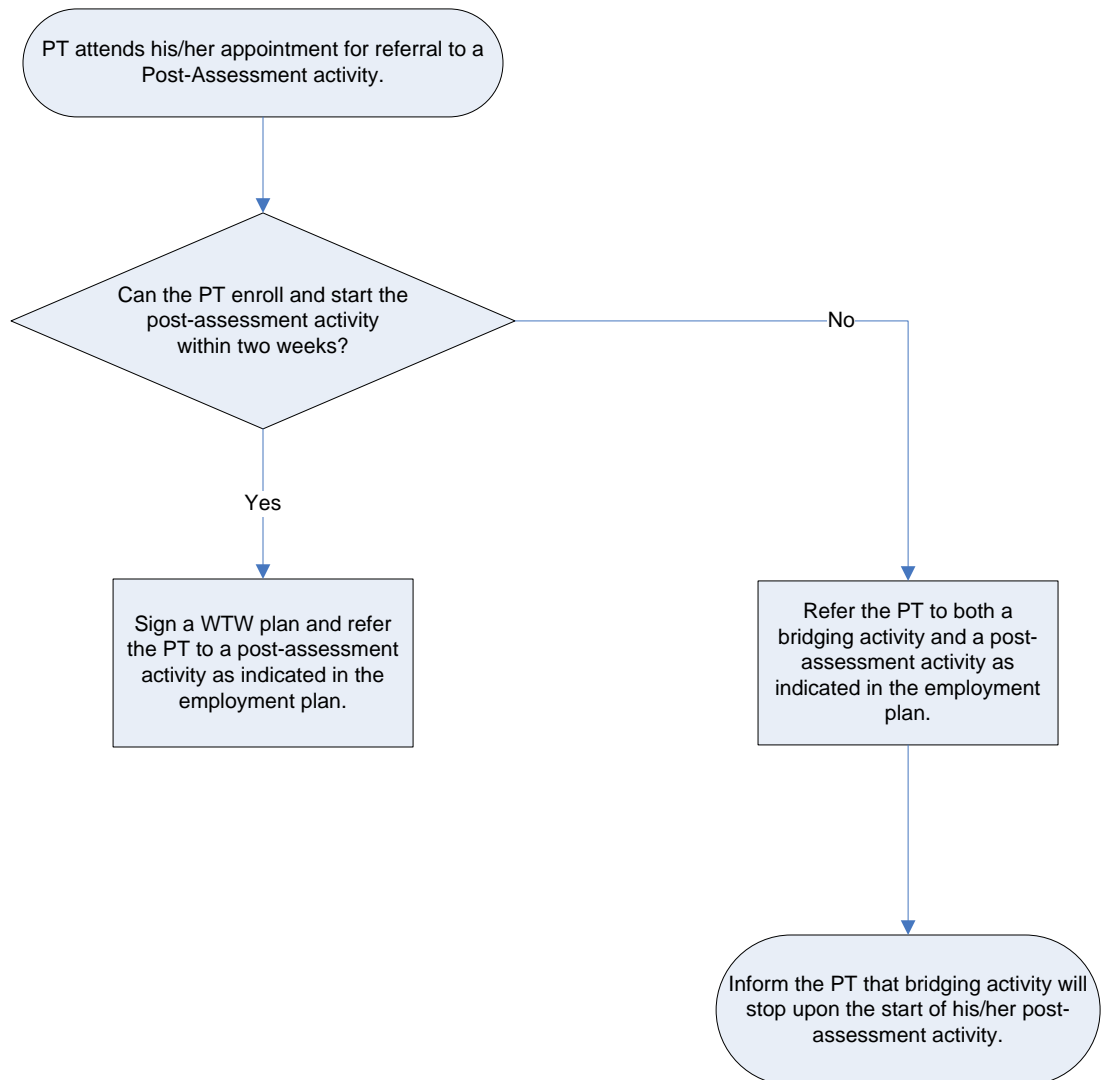 PT attends his/her appointment for referral to a
Post-Assessment activity.
Can the PT enroll and start the
post-assessment activity
within two weeks?
No
Yes
Sign a WTW plan and refer
the PT to a post-assessment
activity as indicated in the
employment plan.
Refer the PT to both a
bridging activity and a post-
assessment activity as
indicated in the employment
plan.
Inform the PT that bridging activity will
stop upon the start of his/her post-
assessment activity.